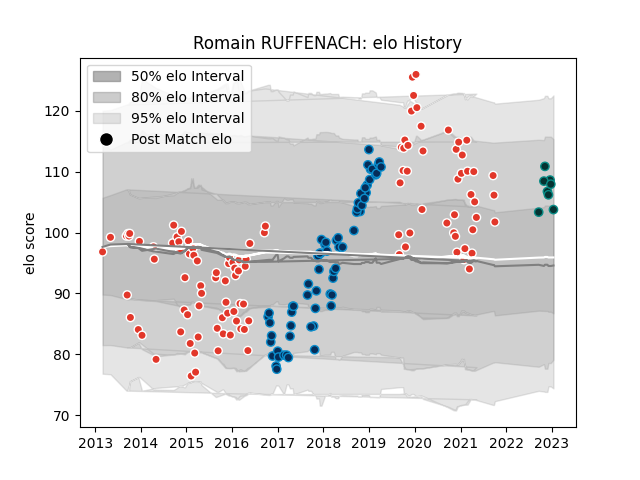 Romain RUFFENACH: elo History
50% elo Interval
80% elo Interval
95% elo Interval
Post Match elo
elo score
120
110
100
90
80
70
2013 2014 2015 2016 2017 2018 2019 2020 2021 2022 2023